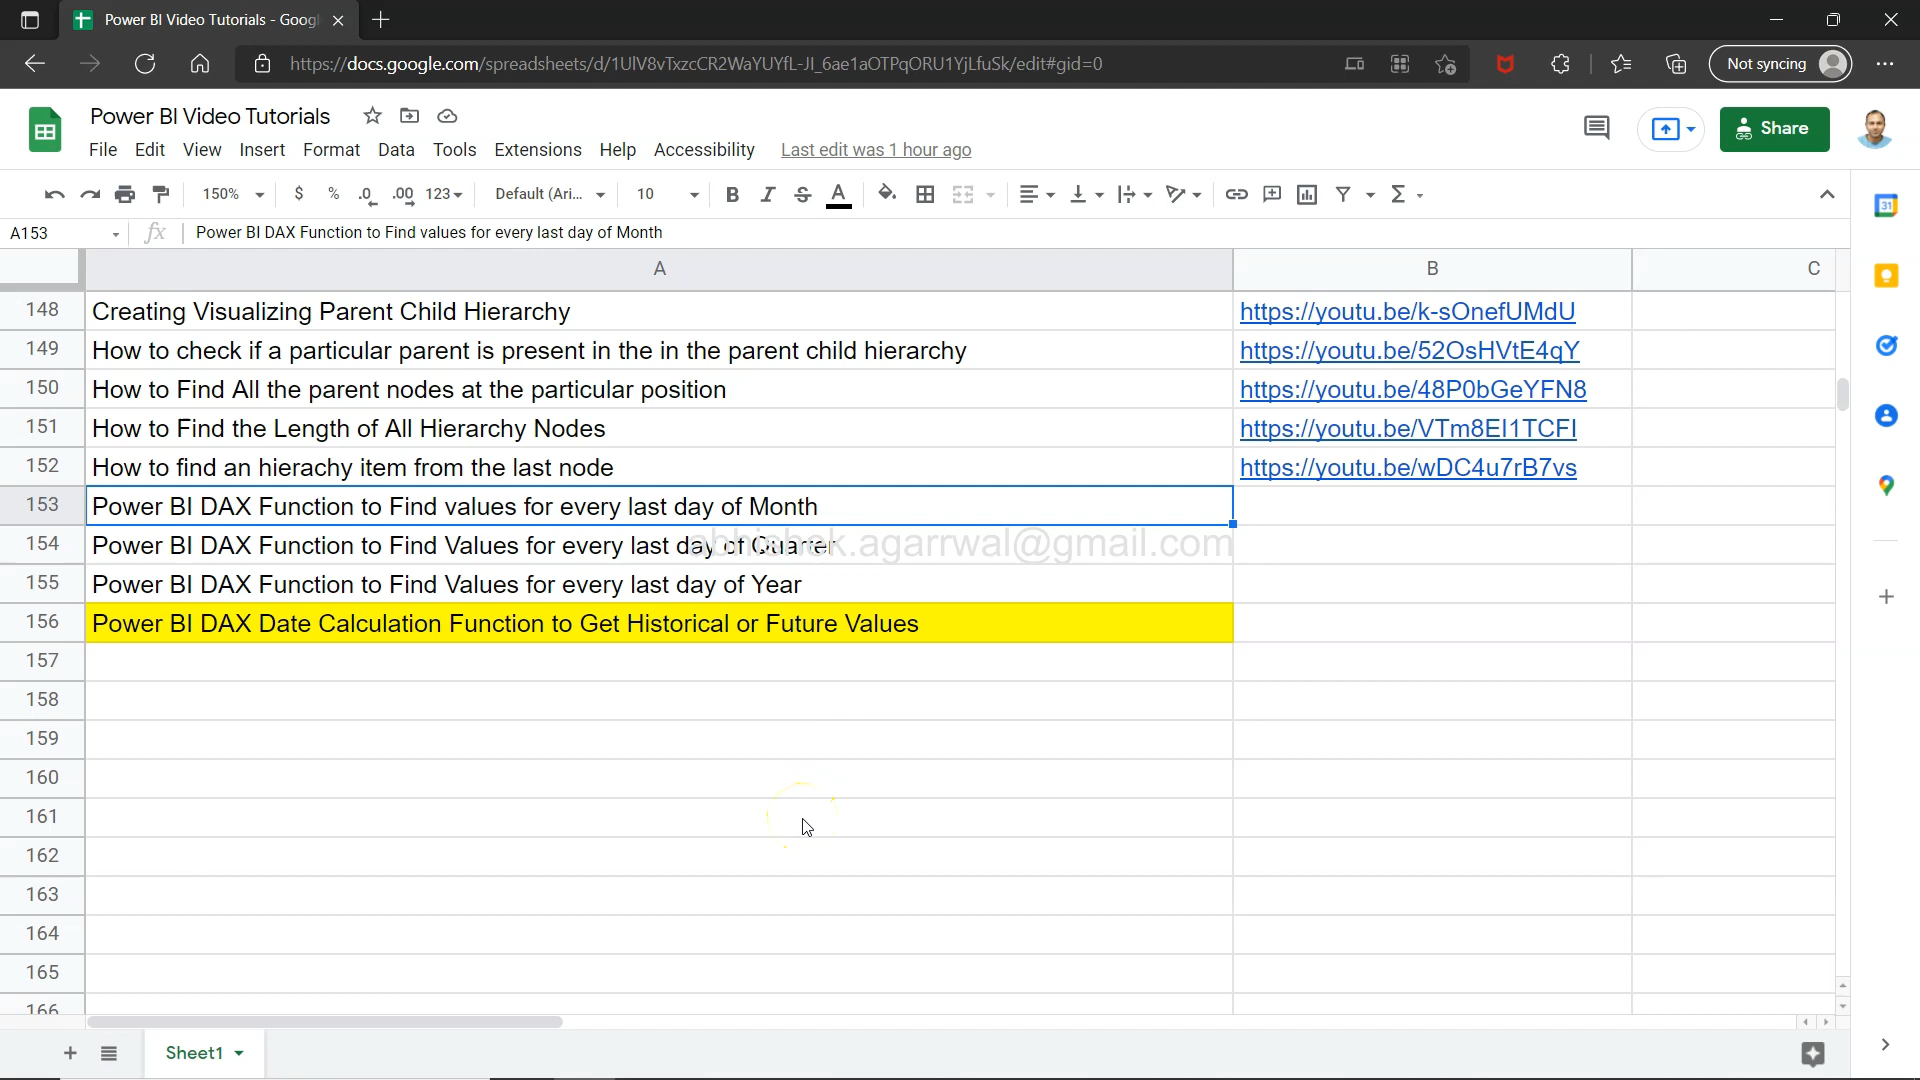 Power BI Video Tutorials - Goog
https://docs.google.com/spreadsheets/d/1UlV8vTxzcCR2WaYUYfL-JI_6ae1aOTPqORU1YjLfuSk/edit#gid=0
Not syncing
Power BI Video Tutorials
File Edit View Insert Format Data Tools Extensions Help Accessibility Last edit was 1 hour ago
Share
31
150% $ % .0 .00 123 Default (Ari... 10 B I S A Σ
A153 fx Power BI DAX Function to Find values for every last day of Month
A B C
148 Creating Visualizing Parent Child Hierarchy https://youtu.be/k-sOnefUMdU
149 How to check if a particular parent is present in the in the parent child hierarchy https://youtu.be/52OsHVtE4qY
150 How to Find All the parent nodes at the particular position https://youtu.be/48P0bGeYFN8
151 How to Find the Length of All Hierarchy Nodes https://youtu.be/VTm8EI1TCFI
152 How to find an hierachy item from the last node https://youtu.be/wDC4u7rB7vs
153 Power BI DAX Function to Find values for every last day of Month
154 Power BI DAX Function to Find Values for every last day of Quarter
abhishek.agarrwal@gmail.com
155 Power BI DAX Function to Find Values for every last day of Year
156 Power BI DAX Date Calculation Function to Get Historical or Future Values
157
158
159
160
161
162
163
164
165
166
Sheet1